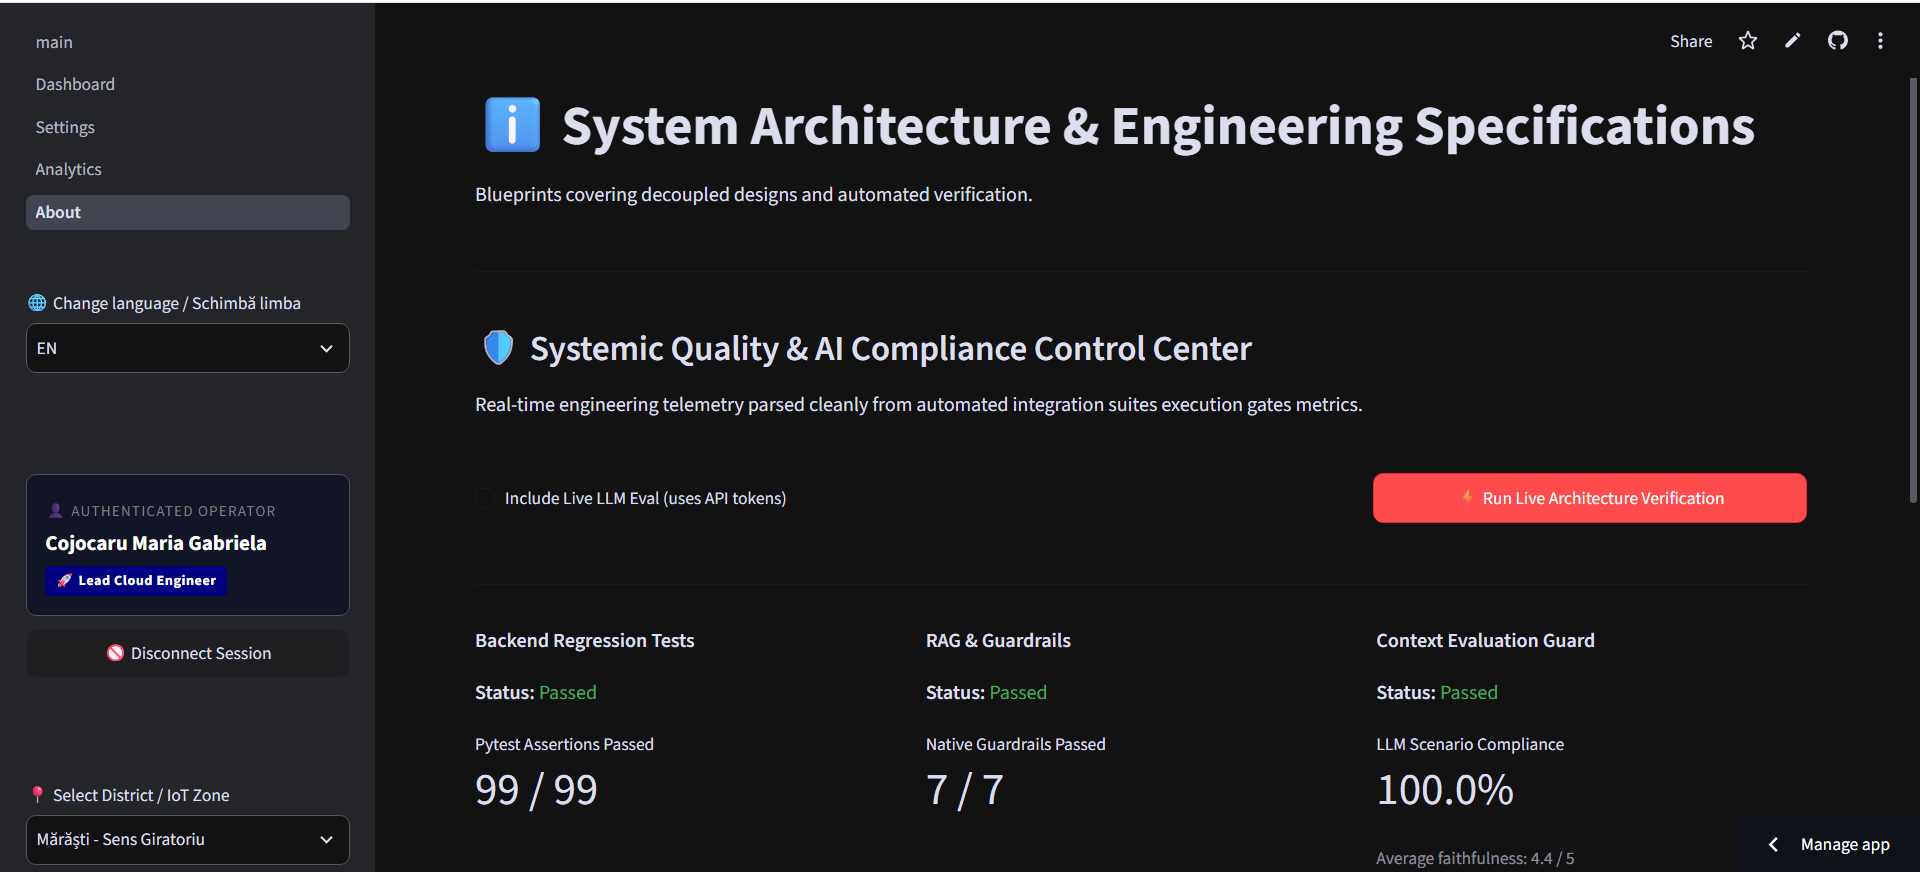 main
Dashboard
Settings
Analytics
About
Change language / Schimbă limba
EN
AUTHENTICATED OPERATOR
Cojocaru Maria Gabriela
Lead Cloud Engineer
Disconnect Session
Select District / IoT Zone
Mărăști - Sens Giratoriu
Share
System Architecture & Engineering Specifications
Blueprints covering decoupled designs and automated verification.
Systemic Quality & AI Compliance Control Center
Real-time engineering telemetry parsed cleanly from automated integration suites execution gates metrics.
Include Live LLM Eval (uses API tokens)
Run Live Architecture Verification
Backend Regression Tests
Status: Passed
Pytest Assertions Passed
99 / 99
RAG & Guardrails
Status: Passed
Native Guardrails Passed
7 / 7
Context Evaluation Guard
Status: Passed
LLM Scenario Compliance
100.0%
Average faithfulness: 4.4 / 5
Manage app